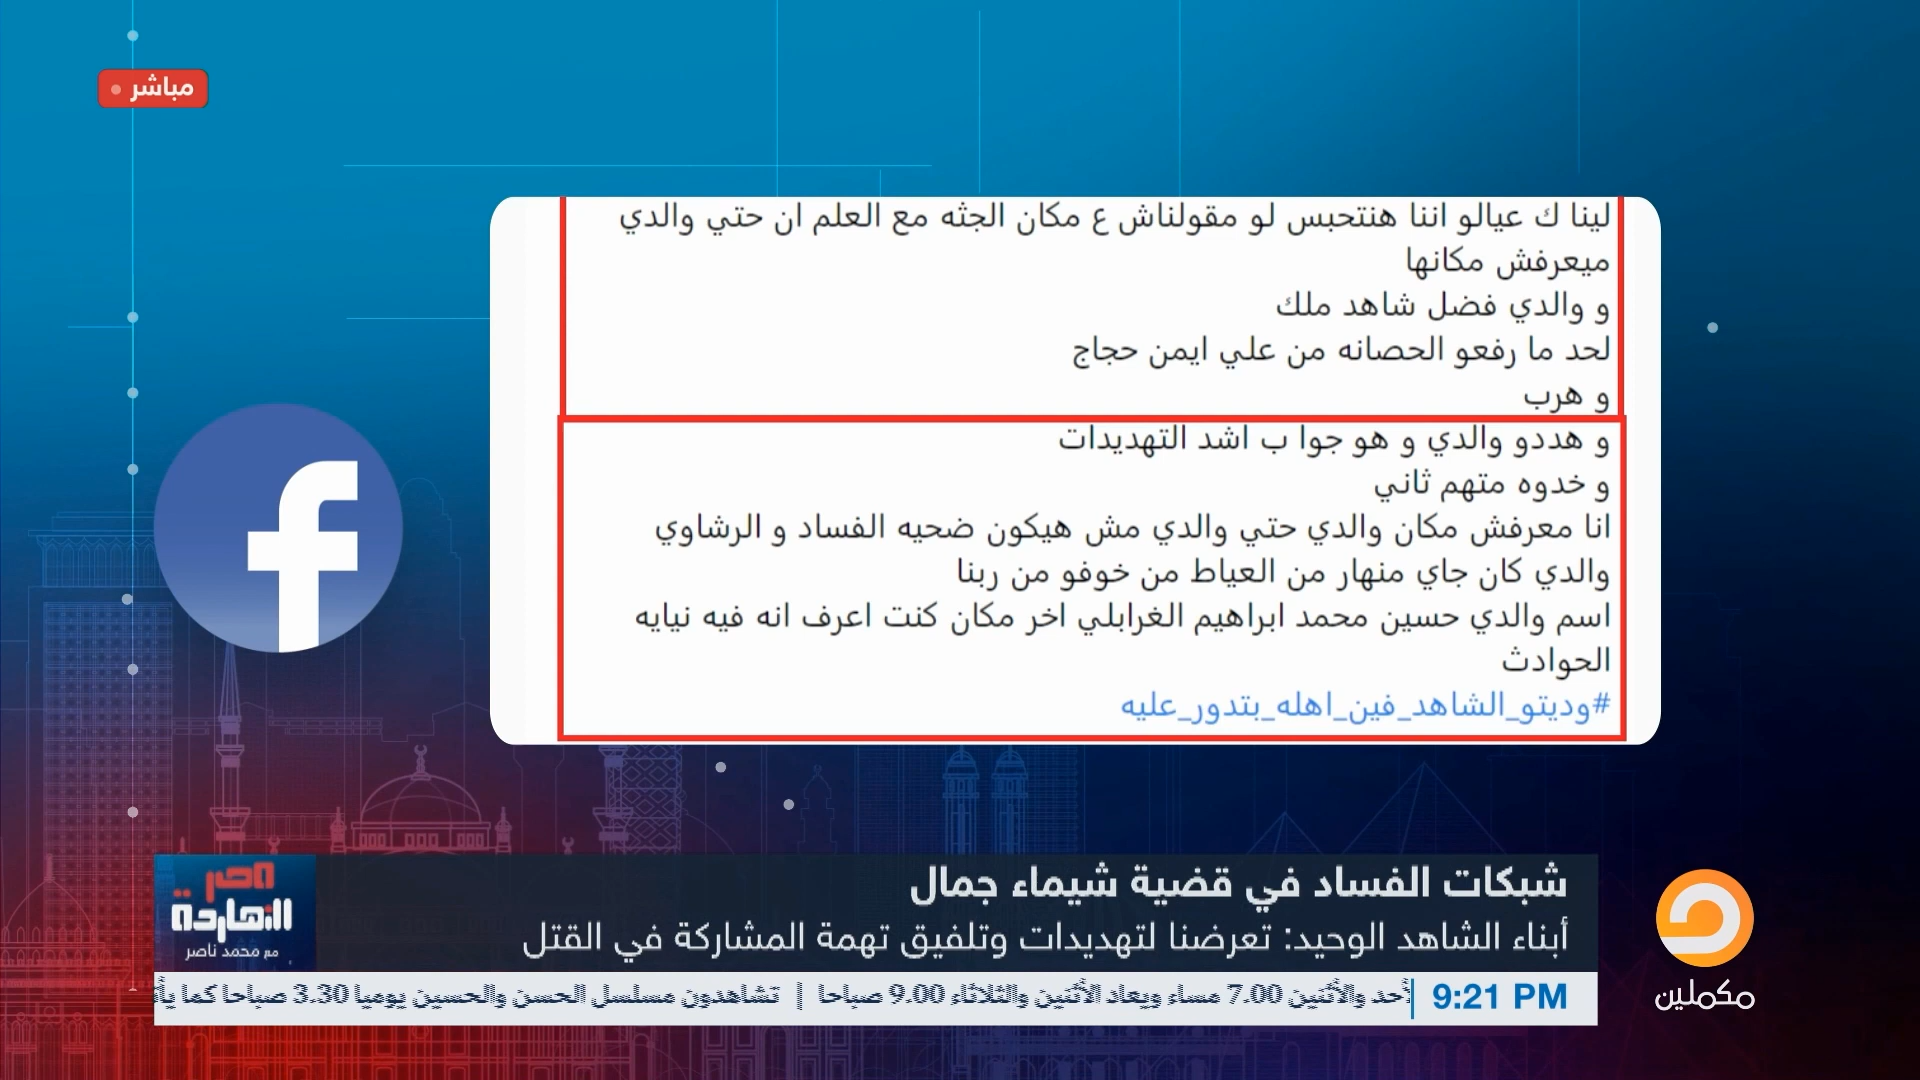 مباشر
لينا ك عيالو اننا هنتحبس لو مقولناش ع مكان الجثه مع العلم ان حتي والدي
ميعرفش مكانها
و والدي فضل شاهد ملك
لحد ما رفعو الحصانه من علي ايمن حجاج
و هرب
و هددو والدي و هو جوا ب اشد التهديدات
و خدوه متهم ثاني
انا معرفش مكان والدي حتي والدي مش هيكون ضحيه الفساد و الرشاوي
والدي كان جاي منهار من العياط من خوفو من ربنا
اسم والدي حسين محمد ابراهيم الغرابلي اخر مكان كنت اعرف انه فيه نيابه
الحوادث
#وديتو_الشاهد_فين_اهله_بتدور_عليه
شبكات الفساد في قضية شيماء جمال
أبناء الشاهد الوحيد: تعرضنا لتهديدات وتلفيق تهمة المشاركة في القتل
مصر
النهاردة
مع محمد ناصر
9:21 PM
والأثنين 7.00 مساء ويعاد الأثنين والثلاثاء 9.00 صباحا | تشاهدون مسلسل الحسن والحسين يوميا 3.30 صباحا كما
مكملين